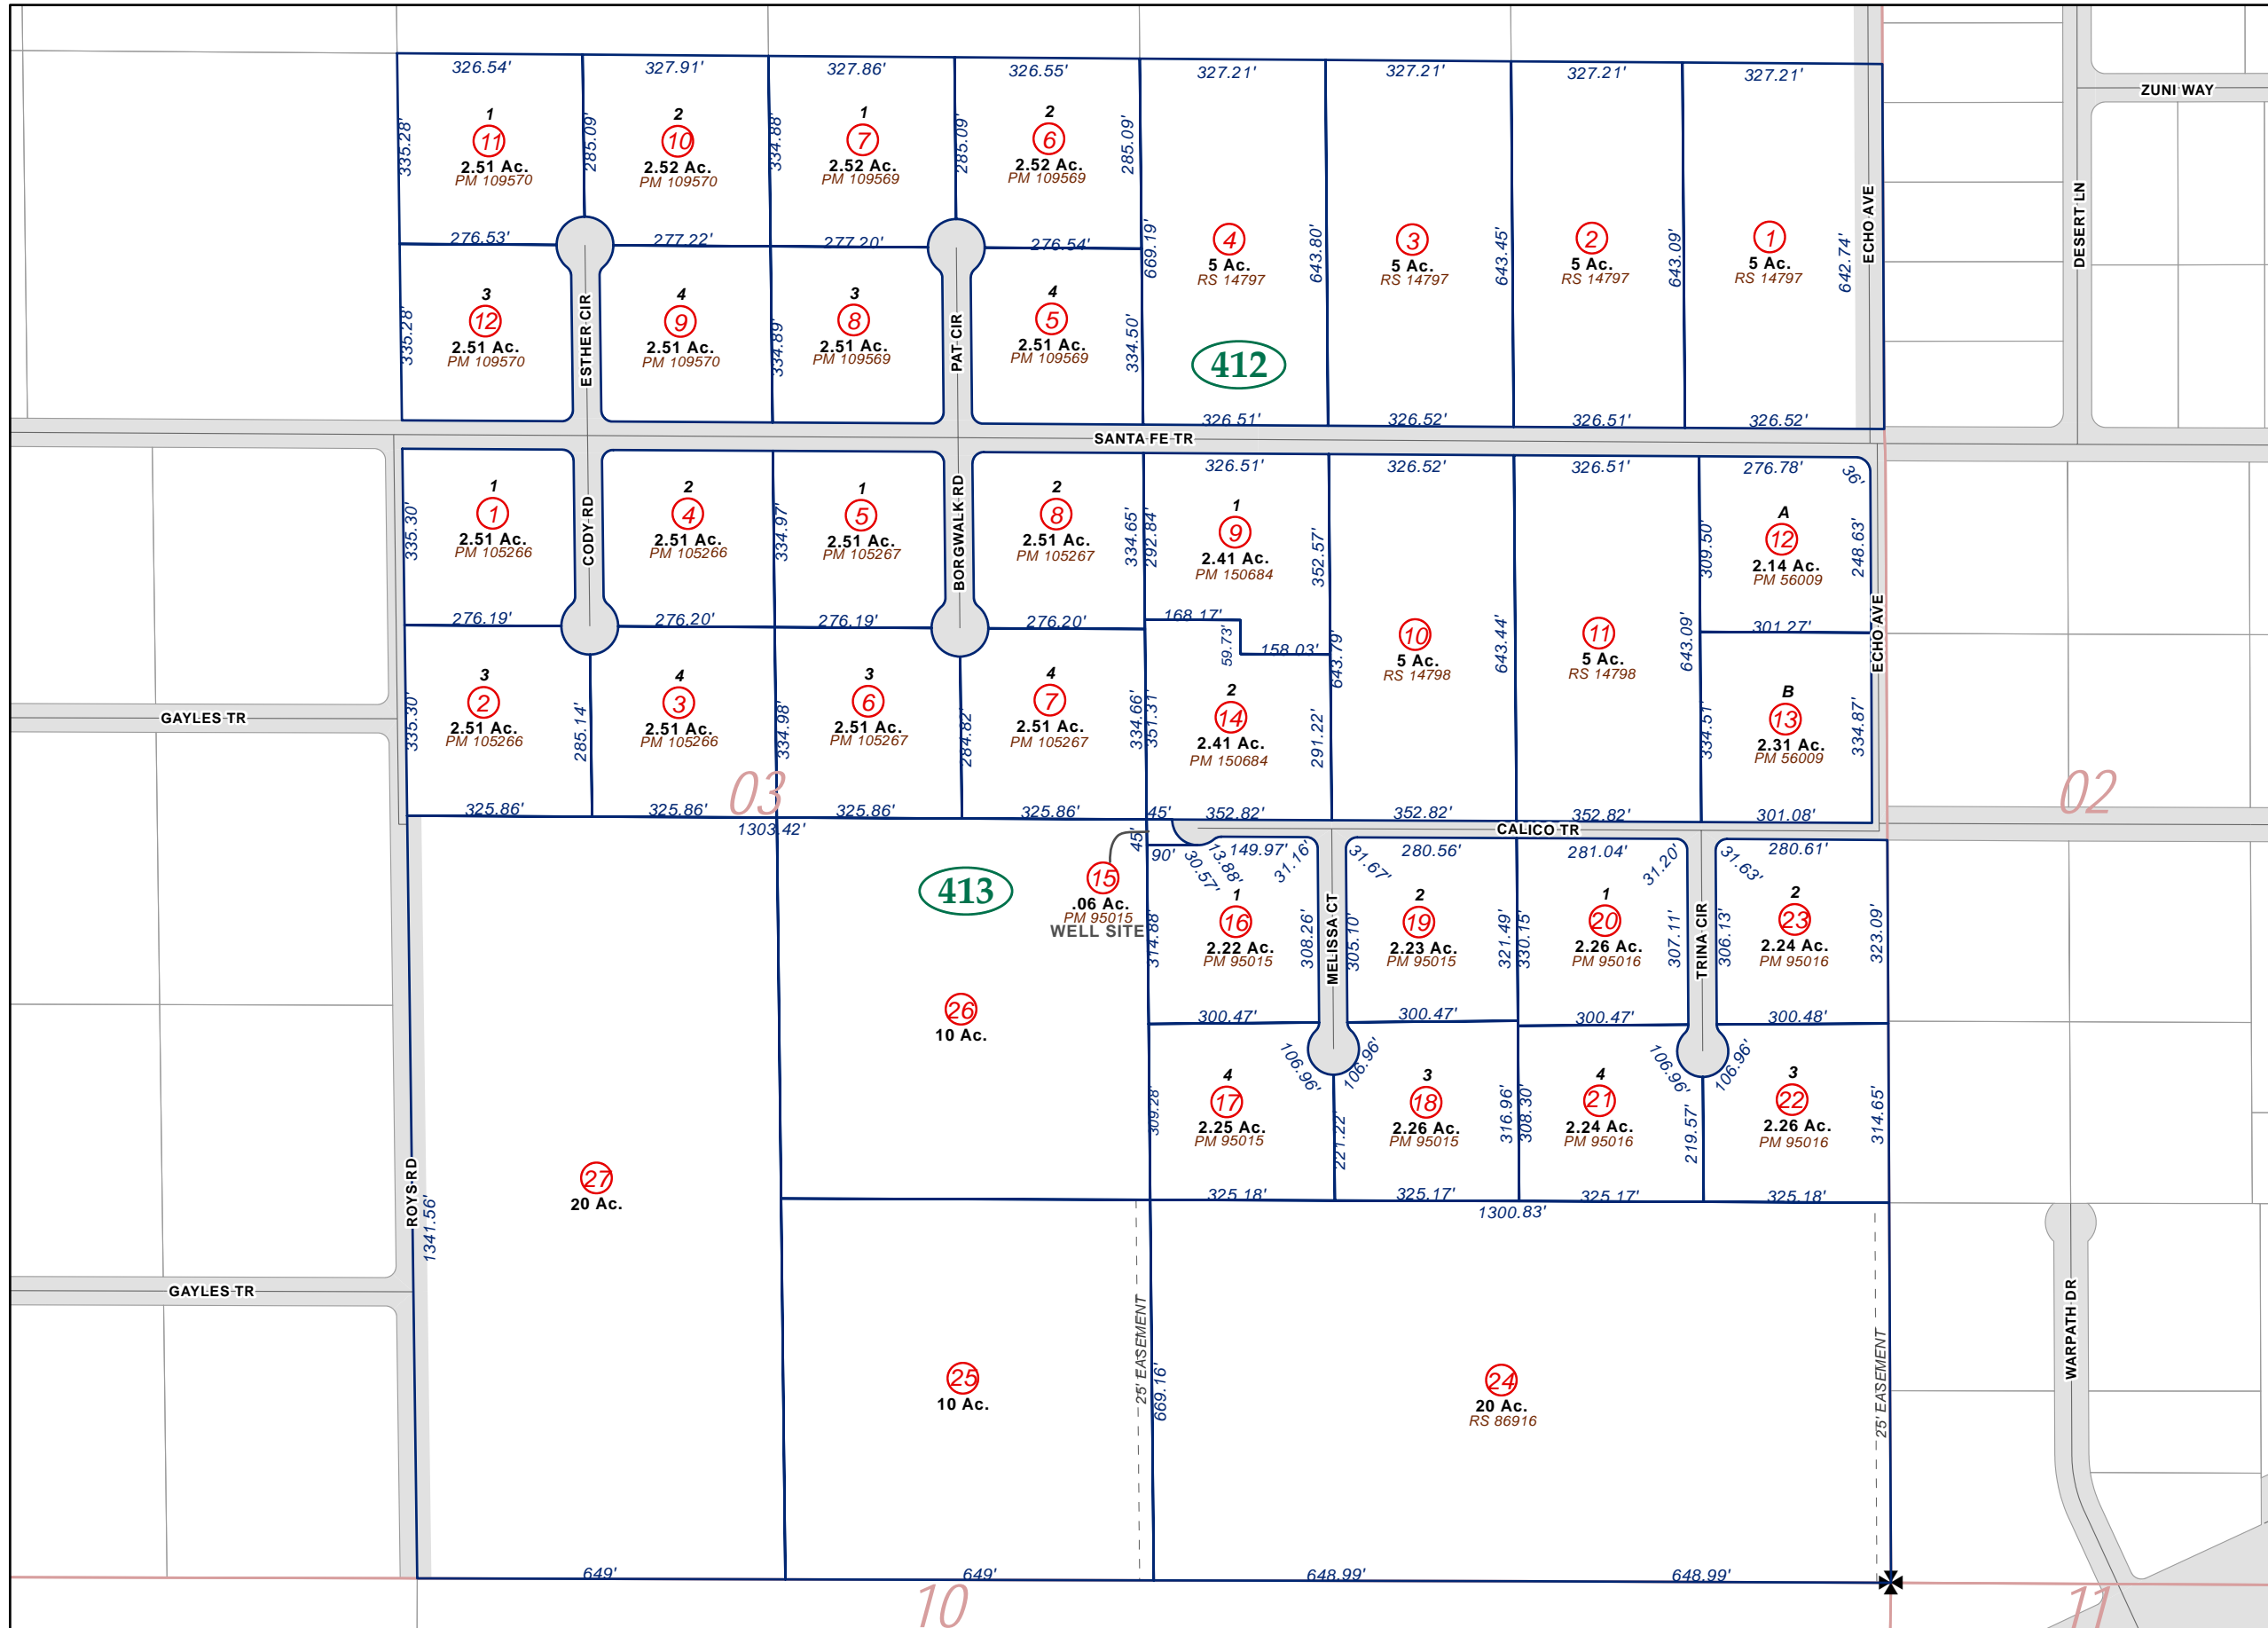 326.54'
327.91'
327.86'
326.55'
327.21'
327.21'
327.21'
327.21'
ZUNI WAY
335.28'
1
11
2.51 Ac.
PM 109570
285.09'
2
10
2.52 Ac.
PM 109570
334.88'
1
7
2.52 Ac.
PM 109569
285.09'
2
6
2.52 Ac.
PM 109569
285.09'
669.19'
4
5 Ac.
RS 14797
643.80'
3
5 Ac.
RS 14797
643.45'
2
5 Ac.
RS 14797
643.09'
1
5 Ac.
RS 14797
642.74'
ECHO AVE
DESERT LN
276.53'
277.22'
277.20'
276.54'
335.28'
3
12
2.51 Ac.
PM 109570
ESTHER CIR
4
9
2.51 Ac.
PM 109570
334.89'
3
8
2.51 Ac.
PM 109569
PAT CIR
4
5
2.51 Ac.
PM 109569
334.50'
412
326.51'
326.52'
326.51'
326.52'
SANTA FE TR
326.51'
326.52'
326.51'
276.78'
36'
335.30'
1
1
2.51 Ac.
PM 105266
CODY RD
2
4
2.51 Ac.
PM 105266
334.97'
1
5
2.51 Ac.
PM 105267
BORGWALK RD
2
8
2.51 Ac.
PM 105267
334.65'
292.84'
1
9
2.41 Ac.
PM 150684
352.57'
309.50'
A
12
2.14 Ac.
PM 56009
248.63'
276.19'
276.20'
276.19'
276.20'
168.17'
59.73'
158.03'
643.79'
10
5 Ac.
RS 14798
643.44'
11
5 Ac.
RS 14798
643.09'
301.27'
ECHO AVE
335.30'
3
2
2.51 Ac.
PM 105266
285.14'
4
3
2.51 Ac.
PM 105266
334.98'
3
6
2.51 Ac.
PM 105267
284.82'
4
7
2.51 Ac.
PM 105267
334.66'
351.31'
2
14
2.41 Ac.
PM 150684
291.22'
334.51'
B
13
2.31 Ac.
PM 56009
334.87'
GAYLES TR
03
02
325.86'
325.86'
325.86'
325.86'
45'
352.82'
352.82'
352.82'
301.08'
1303.42'
CALICO TR
45'
90'
30.57'
13.88'
149.97'
31.16'
31.67'
280.56'
281.04'
31.20'
31.63'
280.61'
413
15
.06 Ac.
PM 95015
WELL SITE
314.88'
1
16
2.22 Ac.
PM 95015
308.26'
MELISSA CT
305.10'
2
19
2.23 Ac.
PM 95015
321.49'
330.15'
1
20
2.26 Ac.
PM 95016
307.11'
TRINA CIR
306.13'
2
23
2.24 Ac.
PM 95016
323.09'
26
10 Ac.
300.47'
300.47'
300.47'
300.48'
106.96'
106.96'
106.96'
106.96'
309.28'
4
17
2.25 Ac.
PM 95015
221.22'
3
18
2.26 Ac.
PM 95015
316.96'
308.30'
4
21
2.24 Ac.
PM 95016
219.57'
3
22
2.26 Ac.
PM 95016
314.65'
325.18'
325.17'
325.17'
325.18'
1300.83'
ROYS RD
1341.56'
27
20 Ac.
GAYLES TR
25' EASEMENT
669.16'
25
10 Ac.
24
20 Ac.
RS 86916
25' EASEMENT
WARPATH DR
649'
649'
648.99'
648.99'
10
11